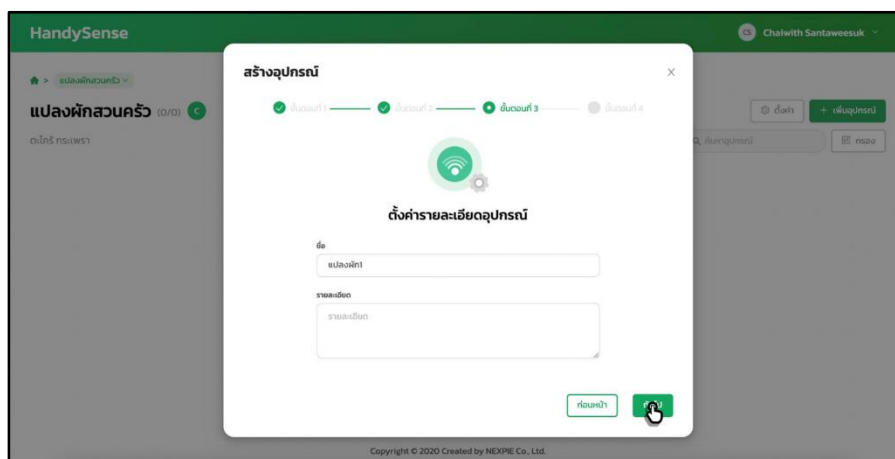 HandySense
CS Chalwith Santaweesuk
> แปลงผักสวนครัว
แปลงผักสวนครัว (0/0) C
ตั้งค่า
+ เพิ่มอุปกรณ์
ตะไคร้ กระเพรา
ค้นหาอุปกรณ์
กรอง
สร้างอุปกรณ์
ขั้นตอนที่ 1
ขั้นตอนที่ 2
ขั้นตอนที่ 3
ขั้นตอนที่ 4
ตั้งค่ารายละเอียดอุปกรณ์
ชื่อ
แปลงผัก1
รายละเอียด
รายละเอียด
ก่อนหน้า
Copyright © 2020 Created by NEXPIE Co., Ltd.